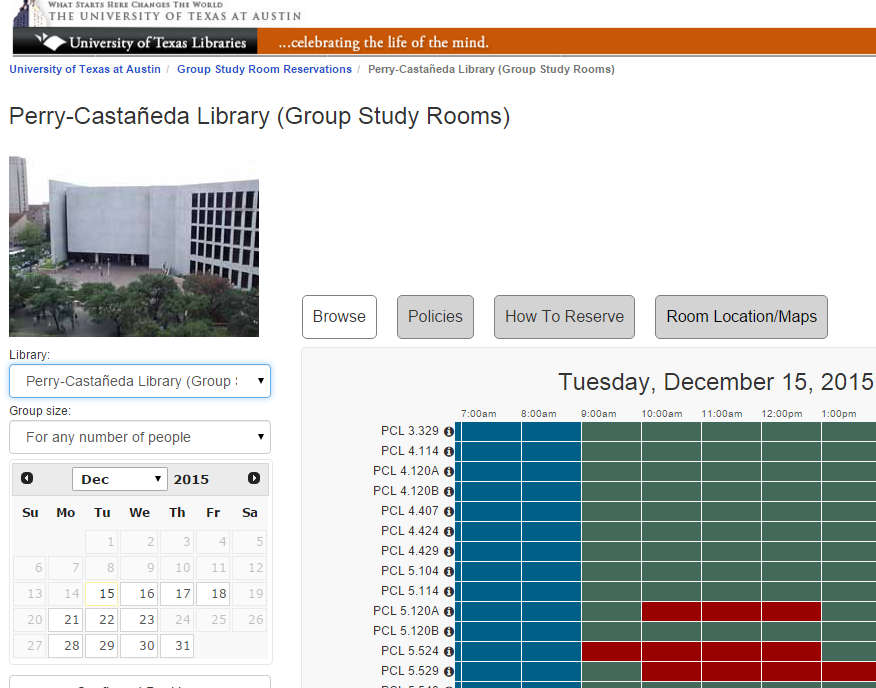 WHAT STARTS HERE CHANGES THE WORLD
THE UNIVERSITY OF TEXAS AT AUSTIN
University of Texas Libraries
...celebrating the life of the mind.
University of Texas at Austin / Group Study Room Reservations / Perry-Castañeda Library (Group Study Rooms)
Perry-Castañeda Library (Group Study Rooms)
Browse
Policies
How To Reserve
Room Location/Maps
Library:
Perry-Castañeda Library (Group
Group size:
For any number of people
Dec 2015
Su Mo Tu We Th Fr Sa
1 2 3 4 5
6 7 8 9 10 11 12
13 14 15 16 17 18 19
20 21 22 23 24 25 26
27 28 29 30 31
Tuesday, December 15, 2015
7:00am 8:00am 9:00am 10:00am 11:00am 12:00pm 1:00pm
PCL 3.329
PCL 4.114
PCL 4.120A
PCL 4.120B
PCL 4.407
PCL 4.424
PCL 4.429
PCL 5.104
PCL 5.114
PCL 5.120A
PCL 5.120B
PCL 5.524
PCL 5.529